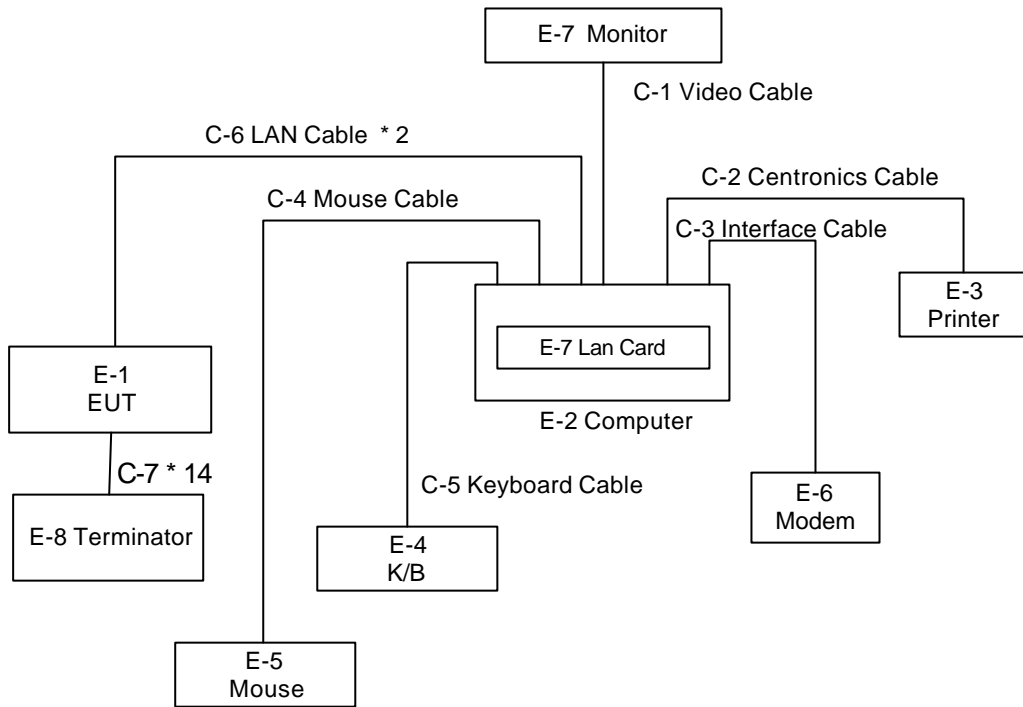 E-7 Monitor
C-1 Video Cable
C-6 LAN Cable * 2
C-2 Centronics Cable
C-4 Mouse Cable
C-3 Interface Cable
E-3
Printer
E-7 Lan Card
E-1
EUT
E-2 Computer
C-7 * 14
C-5 Keyboard Cable
E-6
Modem
E-8 Terminator
E-4
K/B
E-5
Mouse